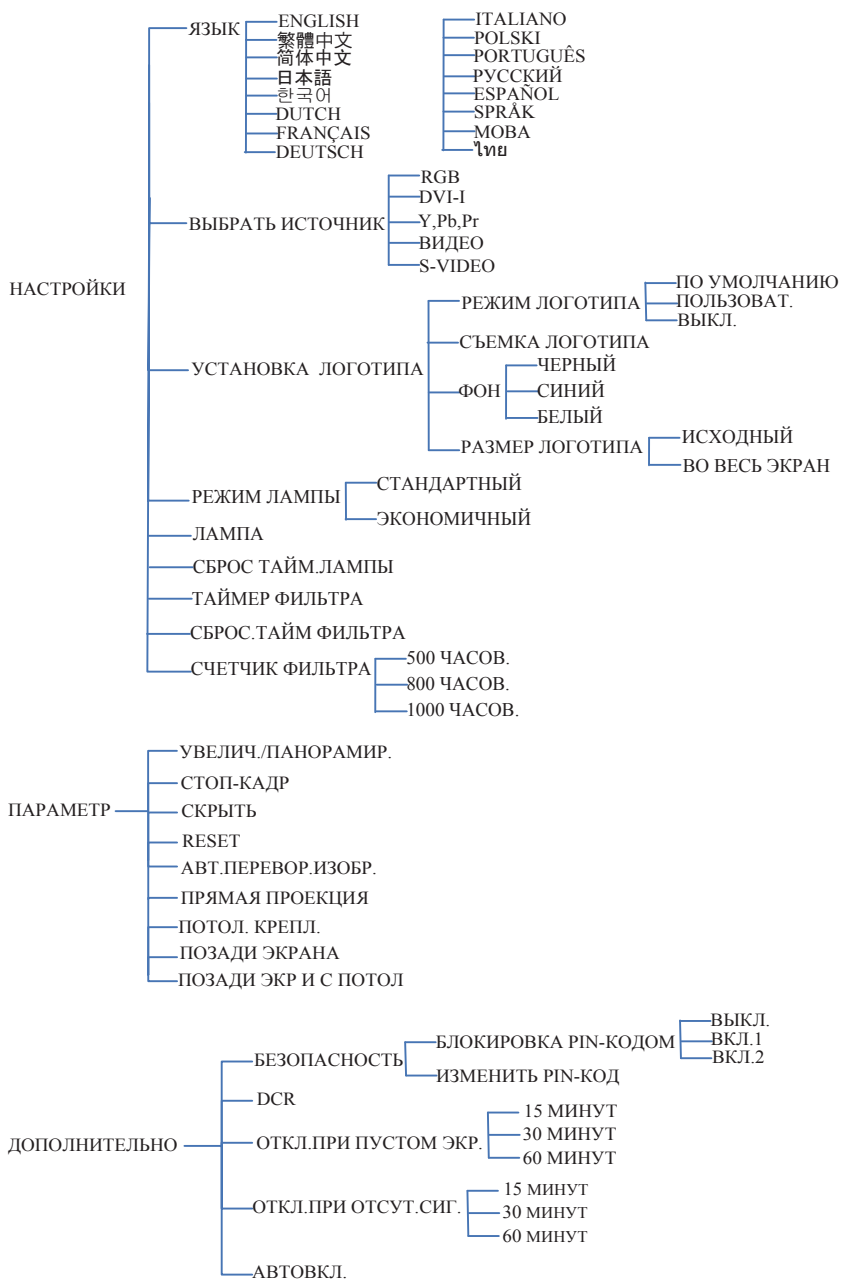 НАСТРОЙКИ
ЯЗЫК
ENGLISH
繁體中文
简体中文
日本語
한국어
DUTCH
FRANÇAIS
DEUTSCH
ITALIANO
POLSKI
PORTUGUÊS
РУССКИЙ
ESPAÑOL
SPRÅK
МОВА
ไทย
ВЫБРАТЬ ИСТОЧНИК
RGB
DVI-I
Y,Pb,Pr
ВИДЕО
S-VIDEO
УСТАНОВКА ЛОГОТИПА
РЕЖИМ ЛОГОТИПА
ПО УМОЛЧАНИЮ
ПОЛЬЗОВАТ.
ВЫКЛ.
СЪЕМКА ЛОГОТИПА
ФОН
ЧЕРНЫЙ
СИНИЙ
БЕЛЫЙ
РАЗМЕР ЛОГОТИПА
ИСХОДНЫЙ
ВО ВЕСЬ ЭКРАН
РЕЖИМ ЛАМПЫ
СТАНДАРТНЫЙ
ЭКОНОМИЧНЫЙ
ЛАМПА
СБРОС ТАЙМ.ЛАМПЫ
ТАЙМЕР ФИЛЬТРА
СБРОС.ТАЙМ ФИЛЬТРА
СЧЕТЧИК ФИЛЬТРА
500 ЧАСОВ.
800 ЧАСОВ.
1000 ЧАСОВ.
ПАРАМЕТР
УВЕЛИЧ./ПАНОРАМИР.
СТОП-КАДР
СКРЫТЬ
RESET
АВТ.ПЕРЕВОР.ИЗОБР.
ПРЯМАЯ ПРОЕКЦИЯ
ПОТОЛ. КРЕПЛ.
ПОЗАДИ ЭКРАНА
ПОЗАДИ ЭКР И С ПОТОЛ
ДОПОЛНИТЕЛЬНО
БЕЗОПАСНОСТЬ
БЛОКИРОВКА PIN-КОДОМ
ВЫКЛ.
ВКЛ.1
ВКЛ.2
ИЗМЕНИТЬ PIN-КОД
DCR
ОТКЛ.ПРИ ПУСТОМ ЭКР.
15 МИНУТ
30 МИНУТ
60 МИНУТ
ОТКЛ.ПРИ ОТСУТ.СИГ.
15 МИНУТ
30 МИНУТ
60 МИНУТ
АВТОВКЛ.